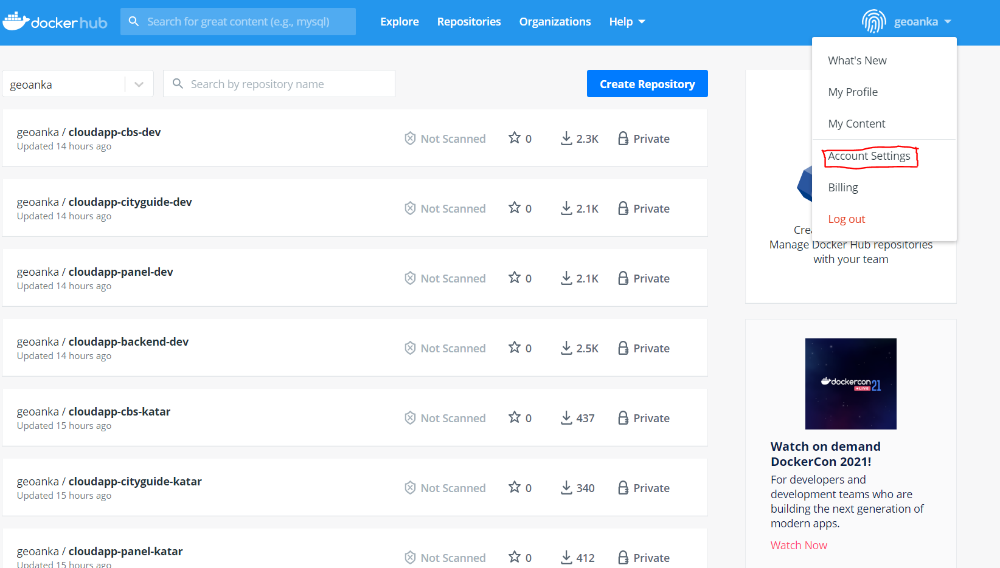 docker hub
Search for great content (e.g., mysql)
Explore
Repositories
Organizations
Help
geoanka
What's New
My Profile
My Content
Account Settings
Billing
Log out
geoanka
Search by repository name
Create Repository
geoanka / cloudapp-cbs-dev
Updated 14 hours ago
Not Scanned
0
2.3K
Private
geoanka / cloudapp-cityguide-dev
Updated 14 hours ago
Not Scanned
0
2.1K
Private
geoanka / cloudapp-panel-dev
Updated 14 hours ago
Not Scanned
0
2.1K
Private
geoanka / cloudapp-backend-dev
Updated 14 hours ago
Not Scanned
0
2.5K
Private
geoanka / cloudapp-cbs-katar
Updated 15 hours ago
Not Scanned
0
437
Private
geoanka / cloudapp-cityguide-katar
Updated 15 hours ago
Not Scanned
0
340
Private
geoanka / cloudapp-panel-katar
Updated 15 hours ago
Not Scanned
0
412
Private
Manage Docker Hub repositories
with your team
dockercon
LIVE 21
Watch on demand
DockerCon 2021!
For developers and
development teams who are
building the next generation of
modern apps.
Watch Now